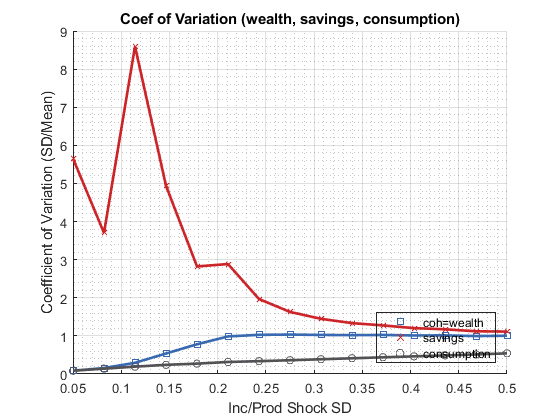 Coef of Variation (wealth, savings, consumption)
Coefficient of Variation (SD/Mean)
9
8
7
6
5
4
3
2
1
0
coh=wealth
savings
consumption
0.05 0.1 0.15 0.2 0.25 0.3 0.35 0.4 0.45 0.5
Inc/Prod Shock SD